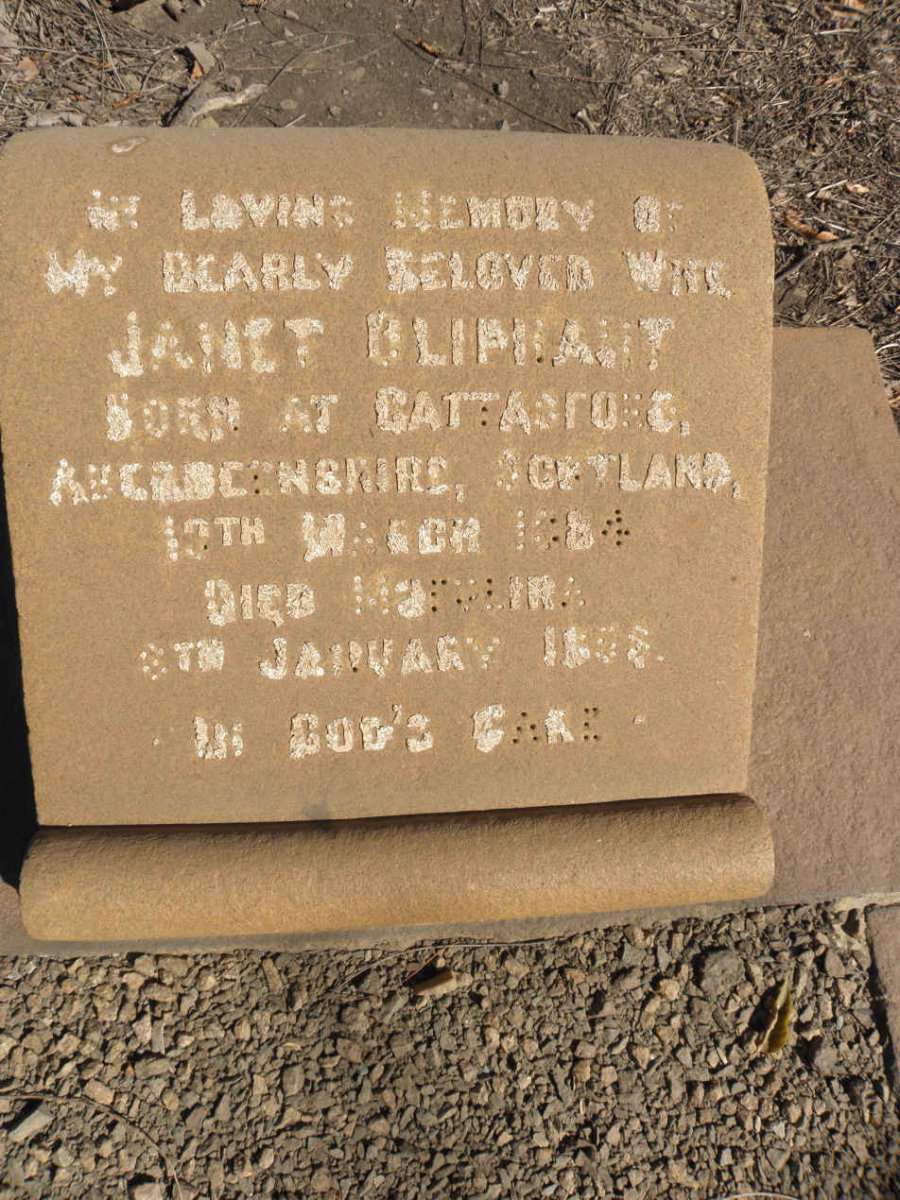 IN LOVING MEMORY OF
MY DEARLY BELOVED WIFE,
JANET OLIPHANT
BORN AT
ABERDEENSHIRE, SCOTLAND,
13TH MARCH
DIED
JANUARY
IN GOD'S CARE